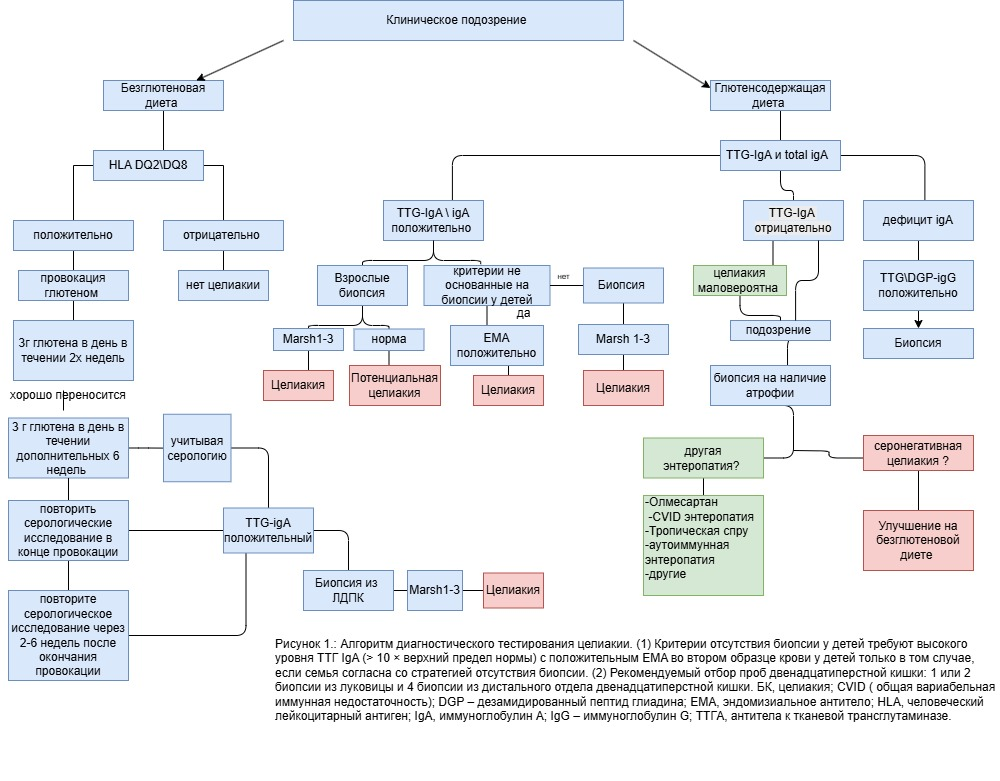 Клиническое подозрение
Безглютеновая
диета
Глютенсодержащая
диета
HLA DQ2\DQ8
TTG-IgA и total igA
положительно
отрицательно
TTG-IgA \ igA
положительно
TTG-IgA
отрицательно
дефицит igA
провокация
глютеном
нет целиакии
Взрослые
биопсия
критерии не
основанные на
биопсии у детей
нет
да
Биопсия
целиакия
маловероятна
TTG\DGP-igG
положительно
3г глютена в день в
течении 2х недель
Marsh1-3
норма
EMA
положительно
Marsh 1-3
подозрение
Биопсия
Целиакия
Потенциальная
целиакия
Целиакия
Целиакия
биопсия на наличие
атрофии
хорошо переносится
3 г глютена в день в
течении
дополнительных 6
недель
учитывая
серологию
другая
энтеропатия?
серонегативная
целиакия ?
повторить
серологические
исследование в
конце провокации
TTG-igA
положительный
-Олмесартан
-CVID энтеропатия
-Тропическая спру
-аутоиммунная
энтеропатия
-другие
Улучшение на
безглютеновой
диете
Биопсия из
ЛДПК
Marsh1-3
Целиакия
повторите
серологическое
исследование через
2-6 недель после
окончания
провокации
Рисунок 1.: Алгоритм диагностического тестирования целиакии. (1) Критерии отсутствия биопсии у детей требуют высокого
уровня ТТГ IgA (> 10 × верхний предел нормы) с положительным EMA во втором образце крови у детей только в том случае,
если семья согласна со стратегией отсутствия биопсии. (2) Рекомендуемый отбор проб двенадцатиперстной кишки: 1 или 2
биопсии из луковицы и 4 биопсии из дистального отдела двенадцатиперстной кишки. БК, целиакия; CVID ( общая вариабельная
иммунная недостаточность); DGP – дезамидированный пептид глиадина; EMA, эндомизиальное антитело; HLA, человеческий
лейкоцитарный антиген; IgA, иммуноглобулин А; IgG – иммуноглобулин G; ТТГА, антитела к тканевой трансглутаминазе.